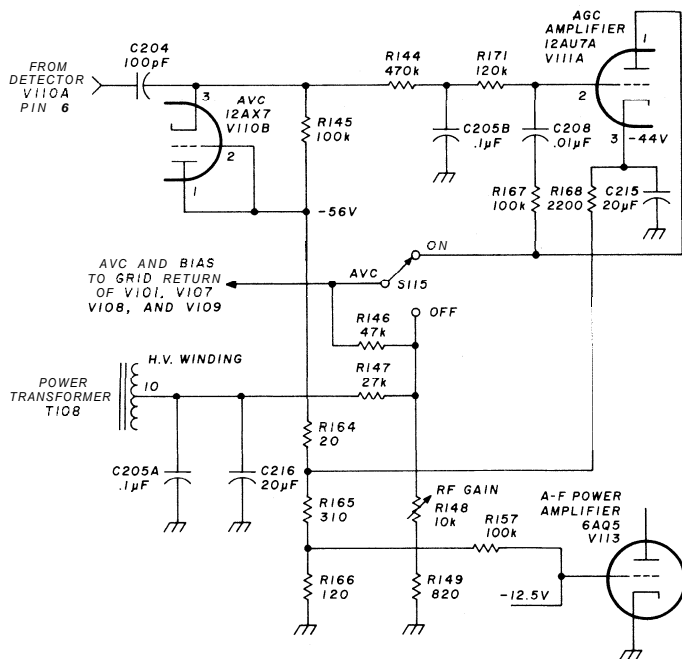 FROM
DETECTOR
V110A
PIN 6
C204
100pF
3
AVC
12AX7
V110B
2
1
R145
100k
-56V
R144
470k
R171
120k
C205B
.1µF
C208
.01µF
AGC
AMPLIFIER
12AU7A
V111A
1
2
3
-44V
R167
100k
R168
2200
C215
20µF
ON
AVC
S115
OFF
AVC AND BIAS
TO GRID RETURN
OF V101, V107
V108, AND V109
R146
47k
R147
27k
H.V. WINDING
10
POWER
TRANSFORMER
T108
C205A
.1µF
C216
20µF
R164
20
R165
310
R166
120
RF GAIN
R148
10k
R149
820
R157
100k
-12.5V
A-F POWER
AMPLIFIER
6AQ5
V113